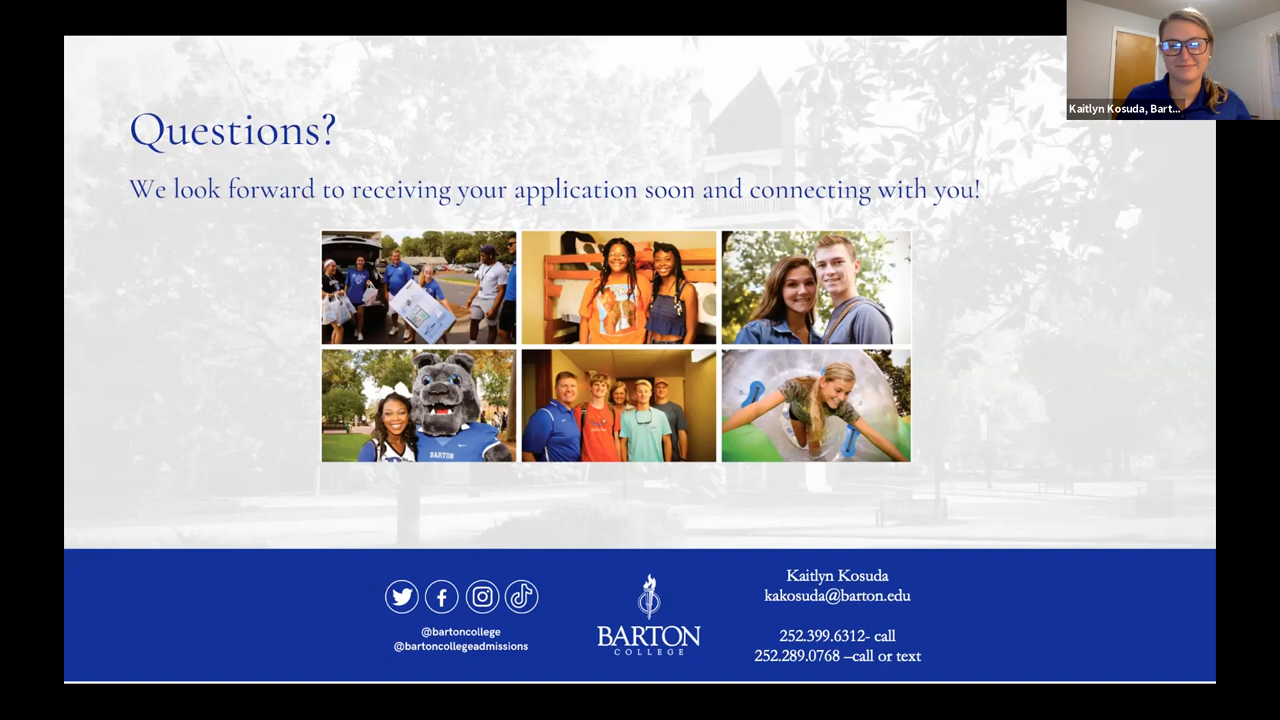 Kaitlyn Kosuda, Bart...
Questions?
We look forward to receiving your application soon and connecting with you!
BARTON
@bartoncollege
@bartoncollegeadmissions
BARTON
COLLEGE
Kaitlyn Kosuda
kakosuda@barton.edu
252.399.6312- call
252.289.0768 –call or text